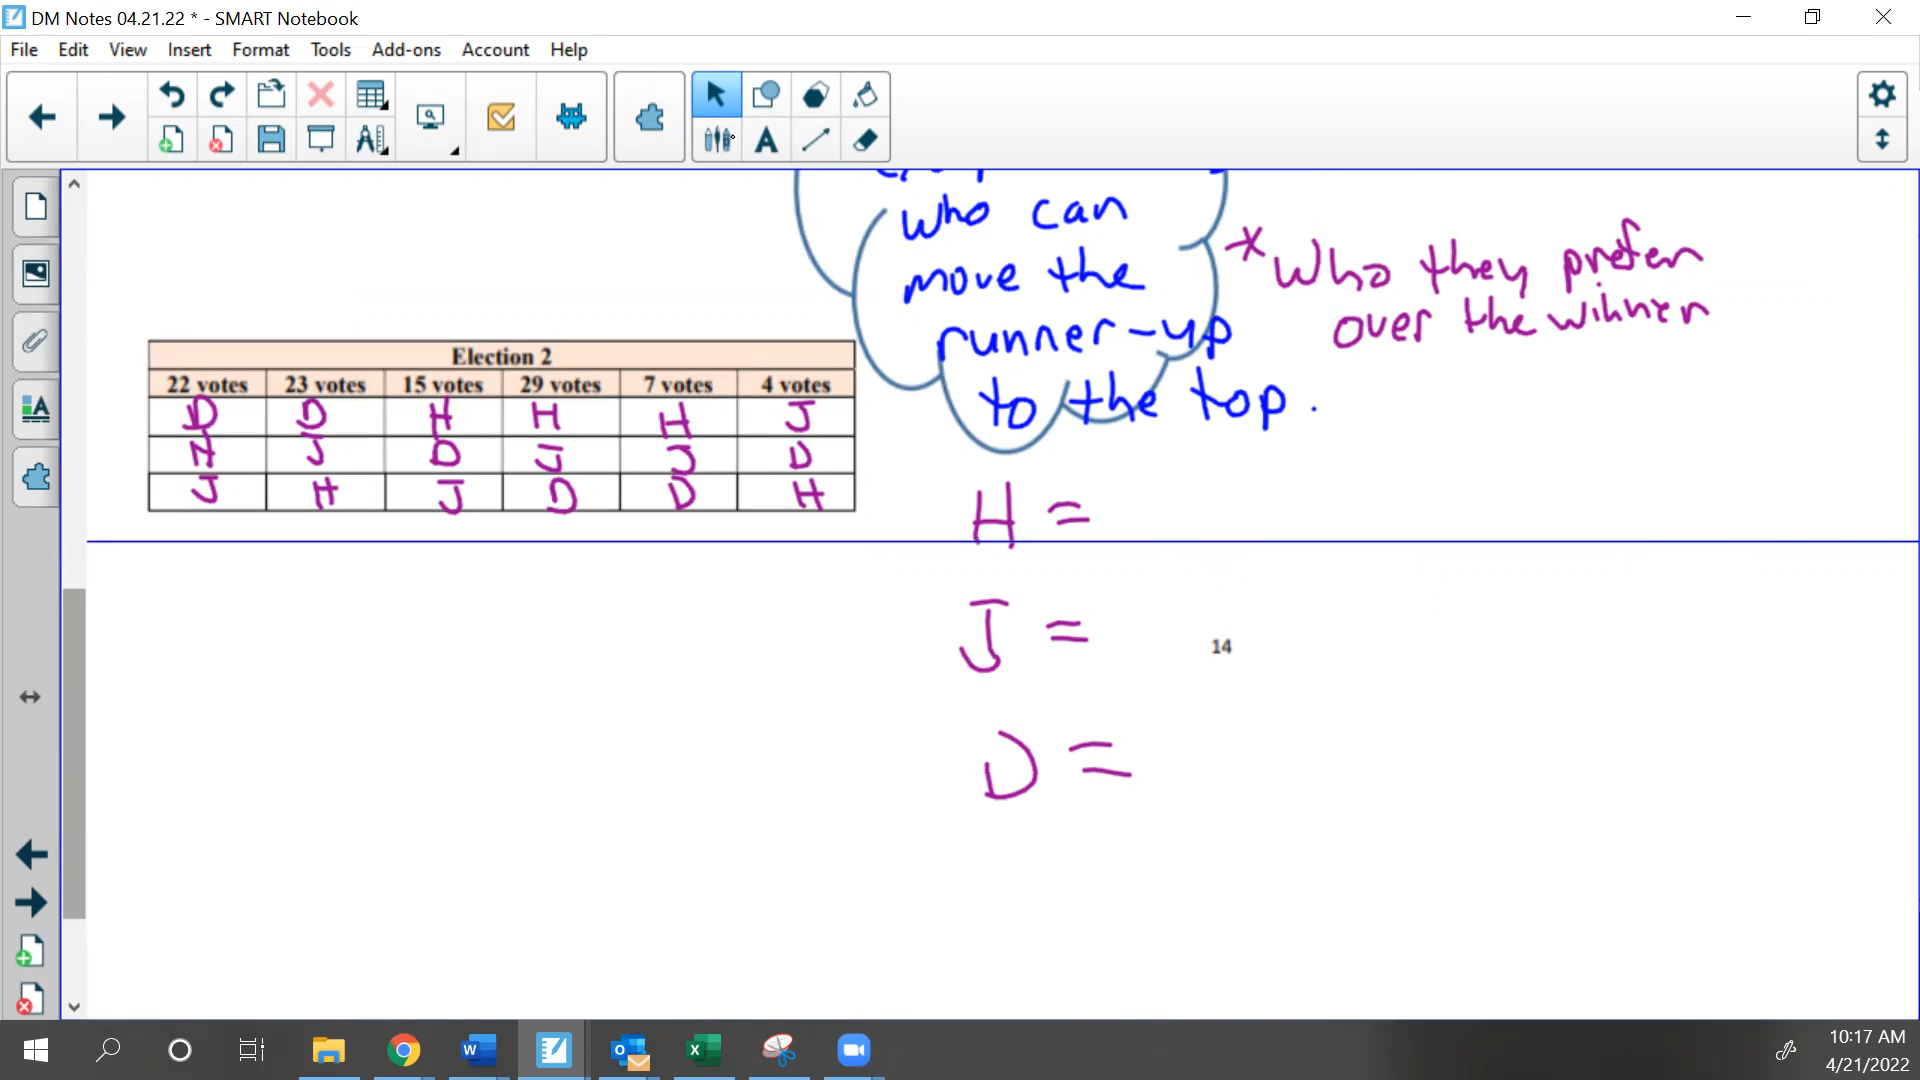 DM Notes 04.21.22 * - SMART Notebook
File Edit View Insert Format Tools Add-ons Account Help
who can
move the
runner-up
to the top.
*Who they prefer
over the winner
Election 2
22 votes 23 votes 15 votes 29 votes 7 votes 4 votes
D D H H H J
H J D J J D
J H J D D H
H =
J =
14
D =
10:17 AM
4/21/2022